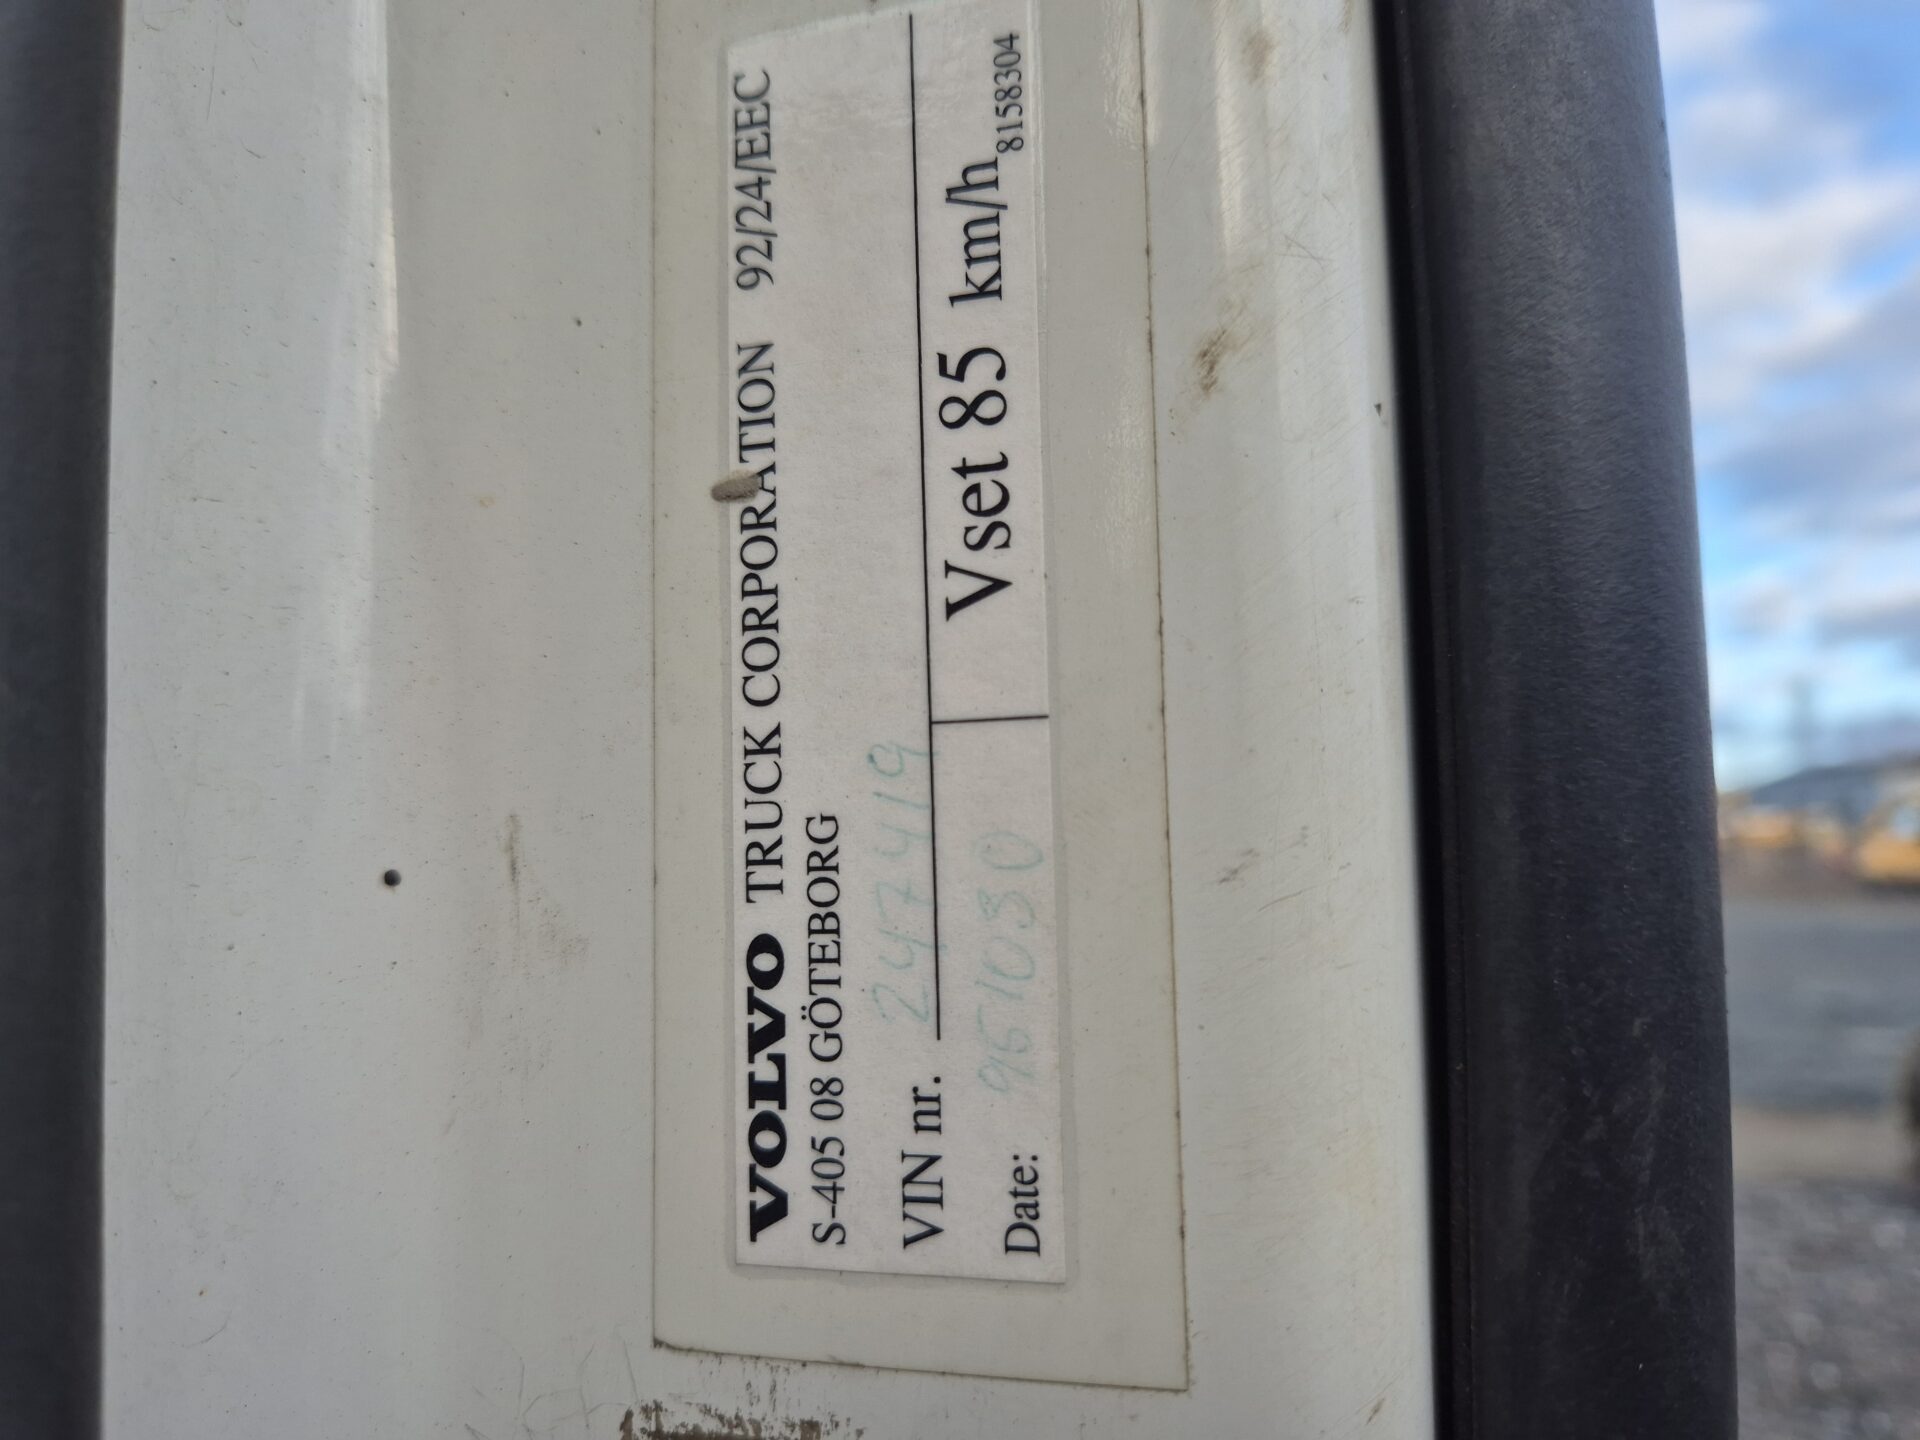 VOLVO TRUCK CORPORATION 92/24/EEC
S-405 08 GÖTEBORG
VIN nr. 247419
Date: 951030
Vset 85 km/h
8158304